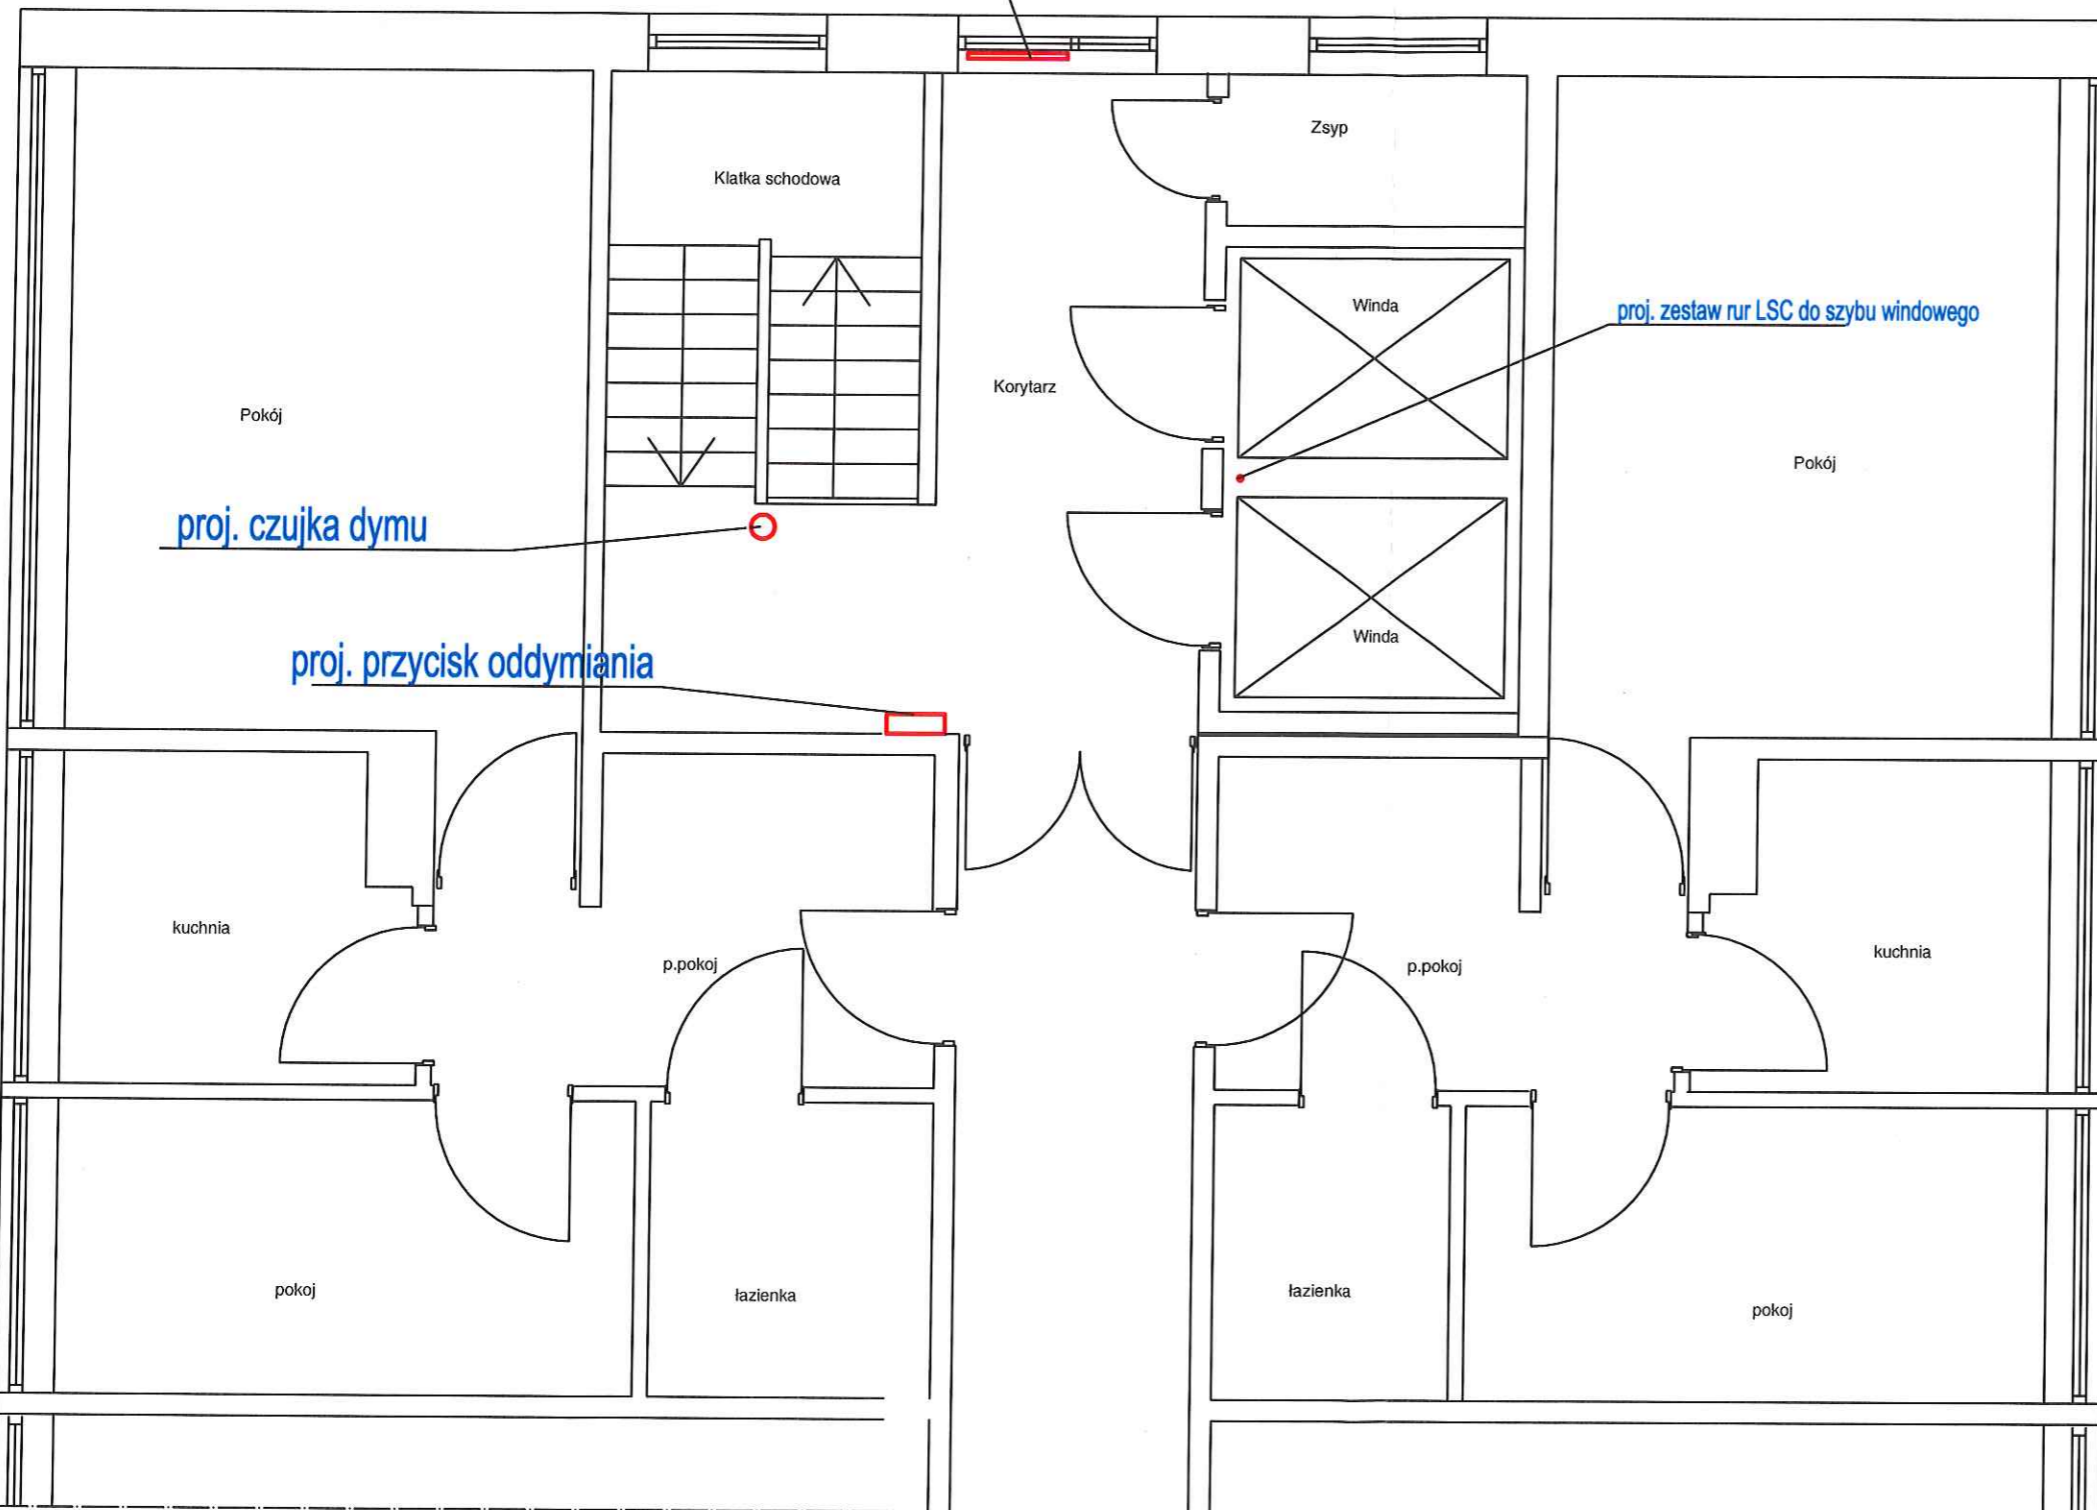 Zsyp
Klatka schodowa
Winda
proj. zestaw rur LSC do szybu windowego
Korytarz
Pokój
Pokój
proj. czujka dymu
Winda
proj. przycisk oddymiania
kuchnia
p.pokoj
p.pokoj
kuchnia
pokoj
łazienka
łazienka
pokoj